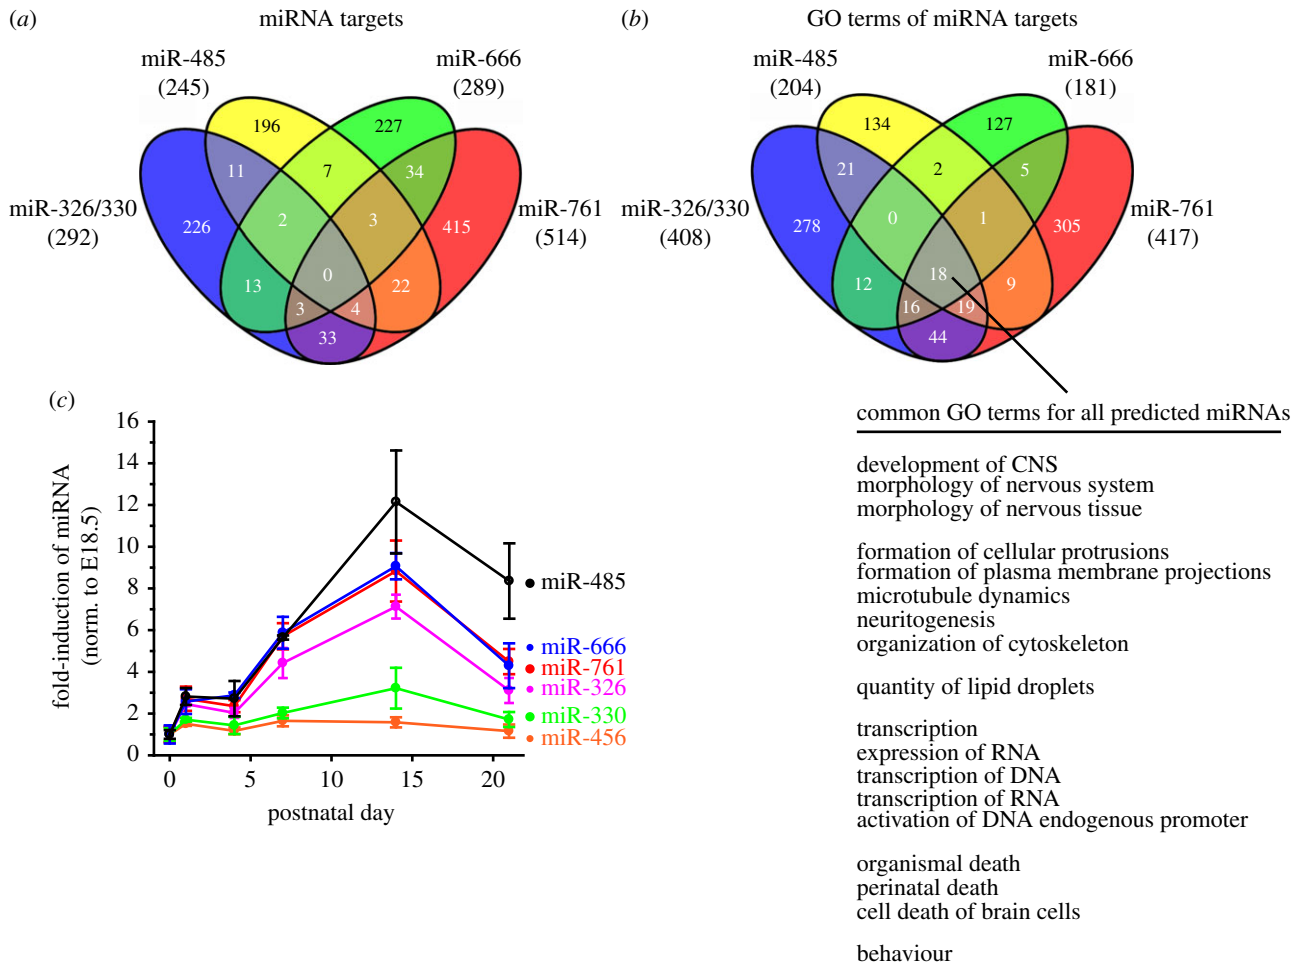 (a)
miRNA targets
miR-485
(245)
miR-666
(289)
miR-326/330
(292)
miR-761
(514)
196
227
11
7
34
226
2
3
415
0
13
22
3
4
33
(b)
GO terms of miRNA targets
miR-485
(204)
miR-666
(181)
miR-326/330
(408)
miR-761
(417)
134
127
21
2
5
278
0
1
305
18
12
9
16
19
44
common GO terms for all predicted miRNAs
development of CNS
morphology of nervous system
morphology of nervous tissue
formation of cellular protrusions
formation of plasma membrane projections
microtubule dynamics
neuritogenesis
organization of cytoskeleton
quantity of lipid droplets
transcription
expression of RNA
transcription of DNA
transcription of RNA
activation of DNA endogenous promoter
organismal death
perinatal death
cell death of brain cells
behaviour
(c)
fold-induction of miRNA
(norm. to E18.5)
16
14
12
10
8
6
4
2
0
0
5
10
15
20
postnatal day
miR-485
miR-666
miR-761
miR-326
miR-330
miR-456